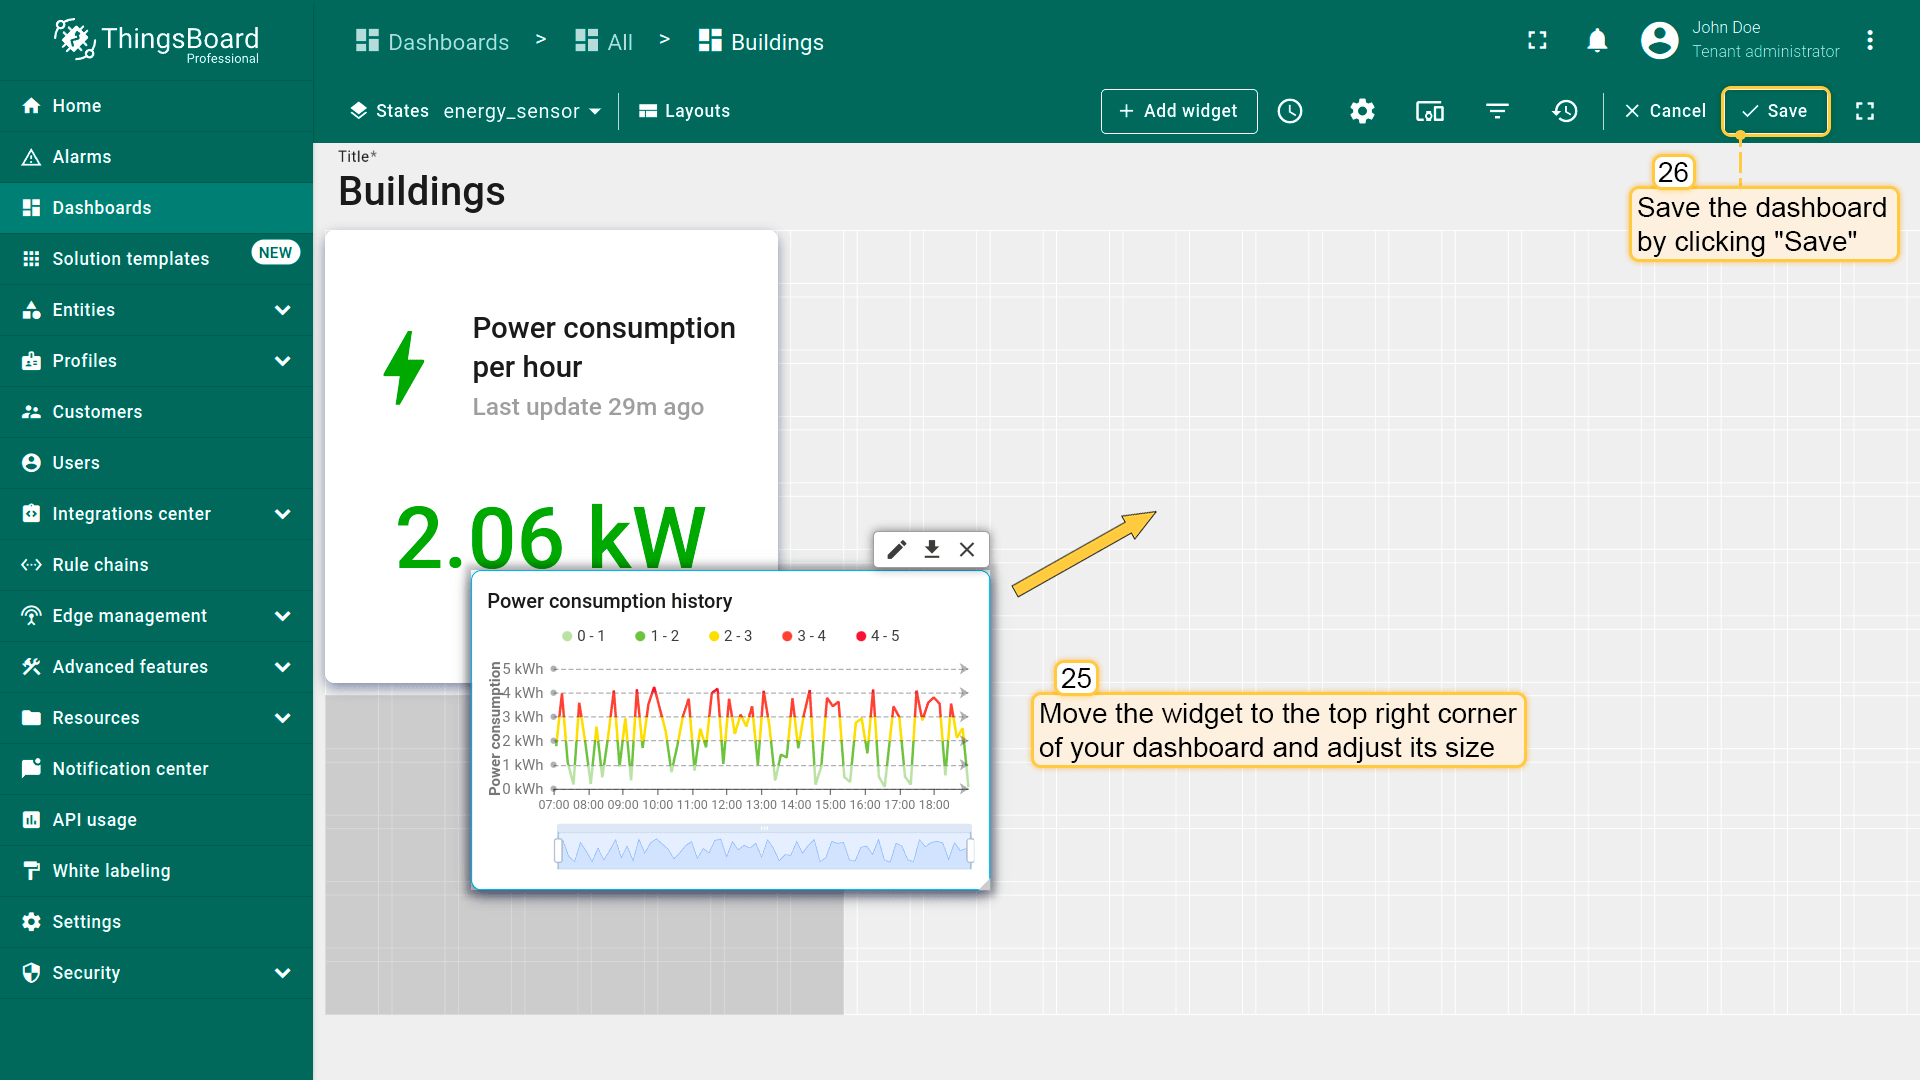 ThingsBoard
Professional
Dashboards > All > Buildings
John Doe
Tenant administrator
States energy_sensor Layouts
Add widget
Cancel
Save
Home
Alarms
Dashboards
Solution templates NEW
Entities
Profiles
Customers
Users
Integrations center
Rule chains
Edge management
Advanced features
Resources
Notification center
API usage
White labeling
Settings
Security
Title*
Buildings
26
Save the dashboard
by clicking "Save"
Power consumption
per hour
Last update 29m ago
2.06 kW
Power consumption history
0 - 1 1 - 2 2 - 3 3 - 4 4 - 5
Power consumption
5 kWh
4 kWh
3 kWh
2 kWh
1 kWh
0 kWh
07:00 08:00 09:00 10:00 11:00 12:00 13:00 14:00 15:00 16:00 17:00 18:00
25
Move the widget to the top right corner
of your dashboard and adjust its size